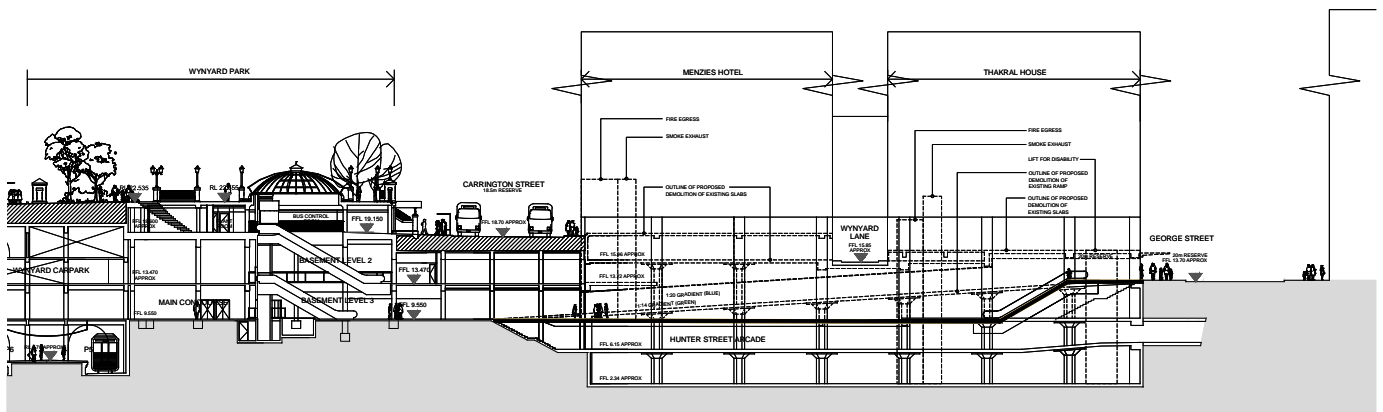 WYNYARD PARK
MENZIES HOTEL
THAKRAL HOUSE
FIRE EGRESS
SMOKE EXHAUST
FIRE EGRESS
SMOKE EXHAUST
LIFT FOR DISABILITY
OUTLINE OF PROPOSED
DEMOLITION OF
EXISTING RAMP
OUTLINE OF PROPOSED
DEMOLITION OF
EXISTING SLABS
OUTLINE OF PROPOSED
DEMOLITION OF EXISTING SLABS
CARRINGTON STREET
18.5m RESERVE
RL 22.535
BUS CONTROL
FFL 19.150
FFL 18.70 APPROX
WYNYARD
LANE
FFL 15.85
APPROX
GEORGE STREET
20m RESERVE
FFL 13.70 APPROX
BASEMENT LEVEL 2
WYNYARD CARPARK
FFL 13.470
APPROX
FFL 13.470
1:20 GRADIENT (BLUE)
1:14 GRADIENT (GREEN)
BASEMENT LEVEL 3
FFL 9.550
FFL 9.550
HUNTER STREET ARCADE
FFL 6.15 APPROX
FFL 2.34 APPROX